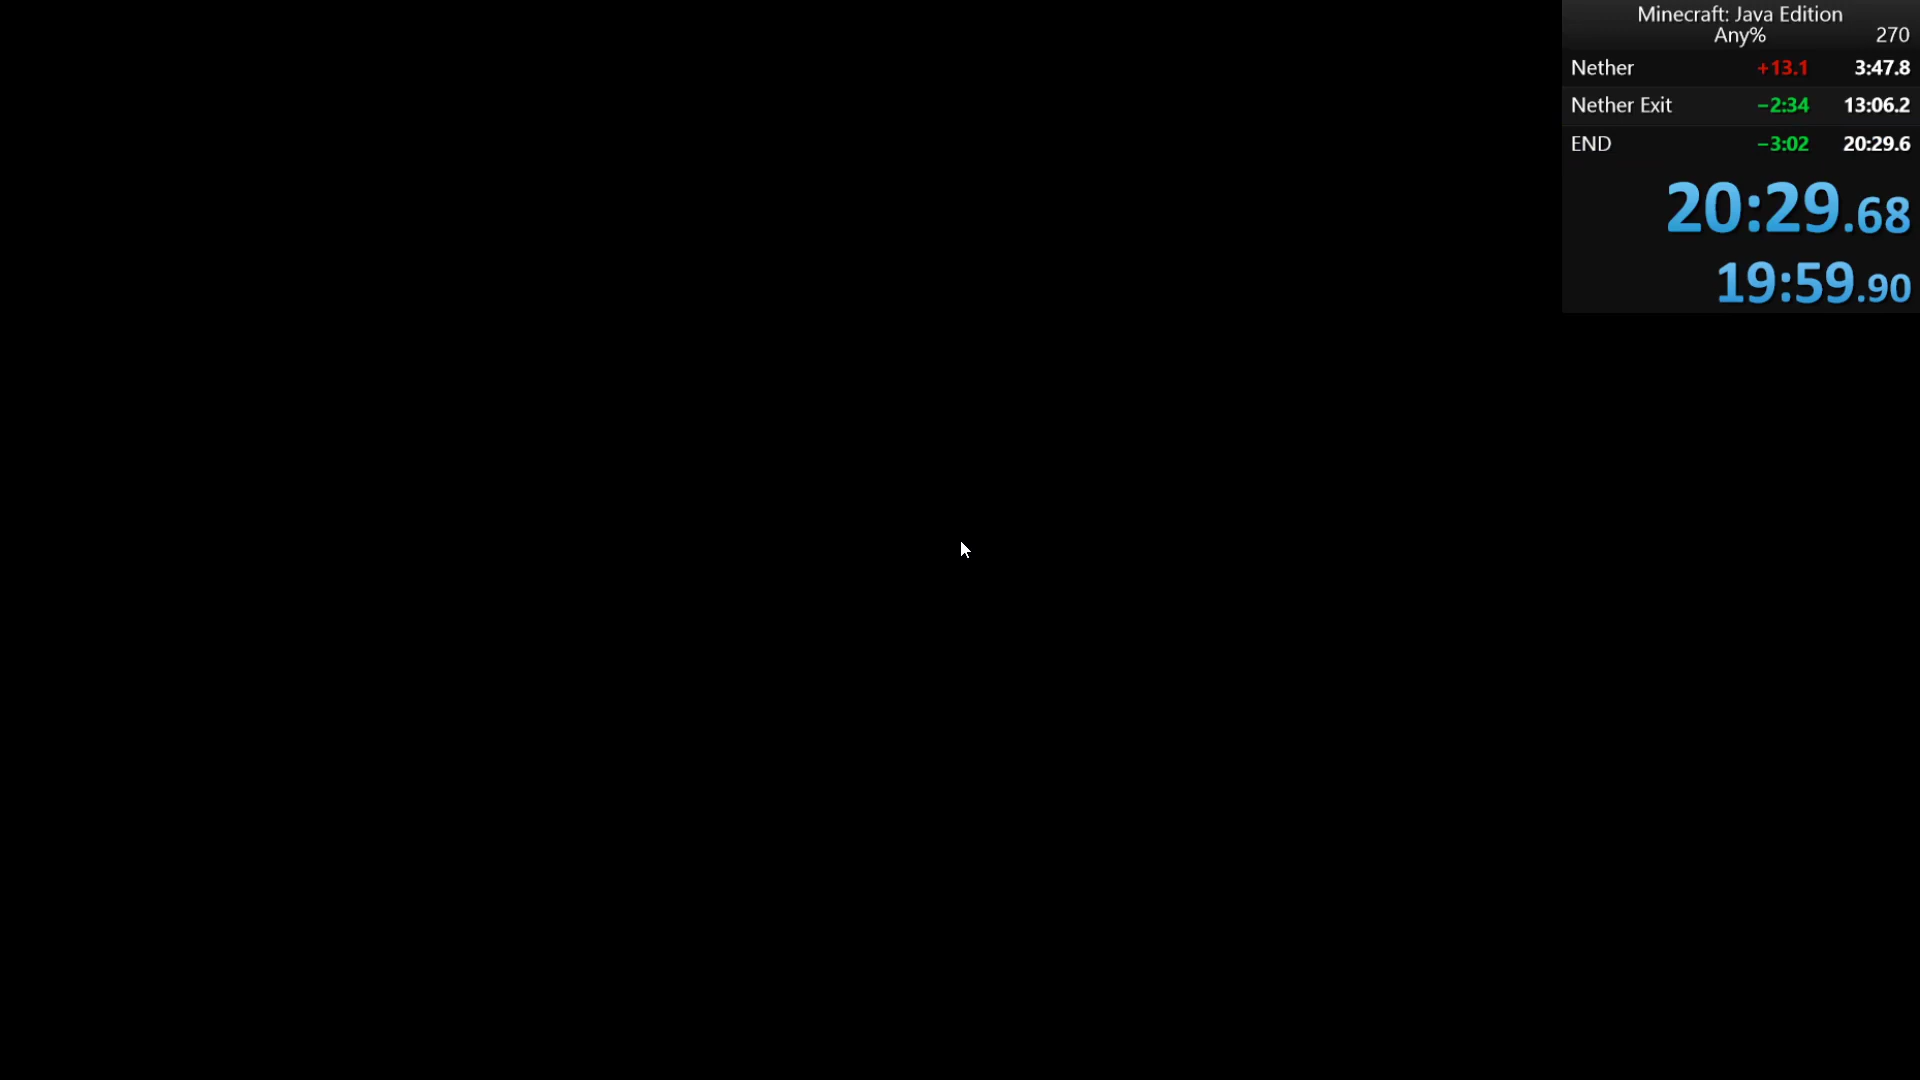 Minecraft: Java Edition
Any% 270
Nether +13.1 3:47.8
Nether Exit −2:34 13:06.2
END −3:02 20:29.6
20:29.68
19:59.90